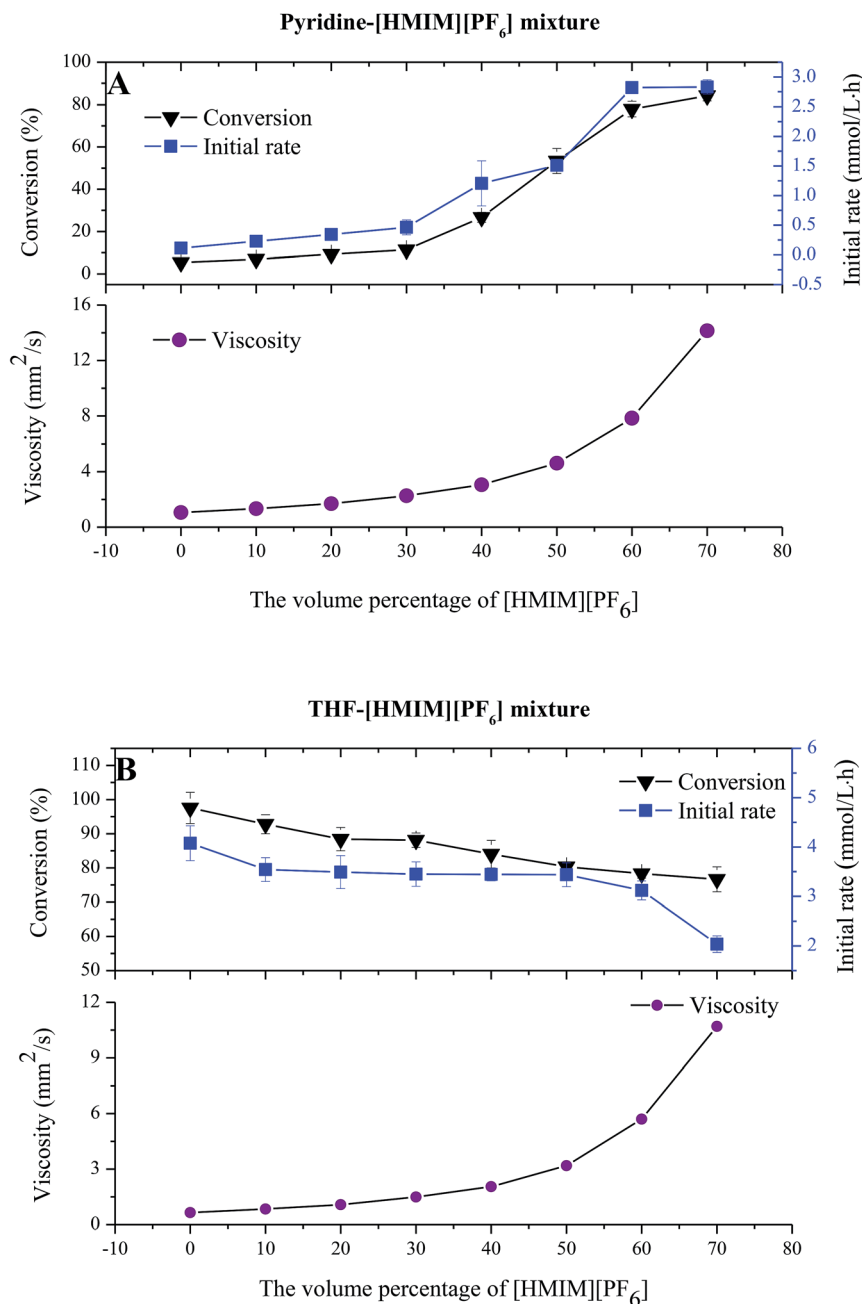 Pyridine-[HMIM][PF6] mixture
A
Conversion (%)
100
80
60
40
20
0
Conversion
Initial rate
3.0
2.5
2.0
1.5
1.0
0.5
0.0
-0.5
Initial rate (mmol/L·h)
Viscosity (mm2/s)
16
12
8
4
0
Viscosity
-10 0 10 20 30 40 50 60 70 80
The volume percentage of [HMIM][PF6]
THF-[HMIM][PF6] mixture
B
Conversion (%)
110
100
90
80
70
60
50
Conversion
Initial rate
6
5
4
3
2
Initial rate (mmol/L·h)
Viscosity (mm2/s)
12
9
6
3
0
Viscosity
-10 0 10 20 30 40 50 60 70 80
The volume percentage of [HMIM][PF6]